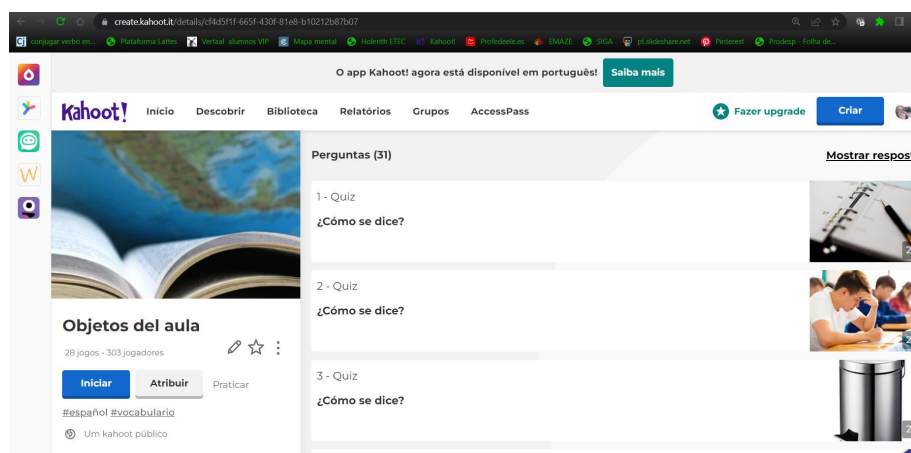 create.kahoot.it/details/cf4d5f1f-665f-430f-81e8-b10212b87b07
conjugar verbo en... Plataforma Lattes Vertaal alumnos VIP Mapa mental Holerith ETEC Kahoot! Profedeele.es EMAZE SIGA pt.slideshare.net Pinterest Prodesp - Folha de...
O app Kahoot! agora está disponível em português! Saiba mais
Kahoot! Início Descobrir Biblioteca Relatórios Grupos AccessPass Fazer upgrade Criar
Perguntas (31) Mostrar respost
1 - Quiz
¿Cómo se dice?
2 - Quiz
¿Cómo se dice?
3 - Quiz
¿Cómo se dice?
Objetos del aula
28 jogos · 303 jogadores
Iniciar Atribuir Praticar
#español #vocabulario
Um kahoot público